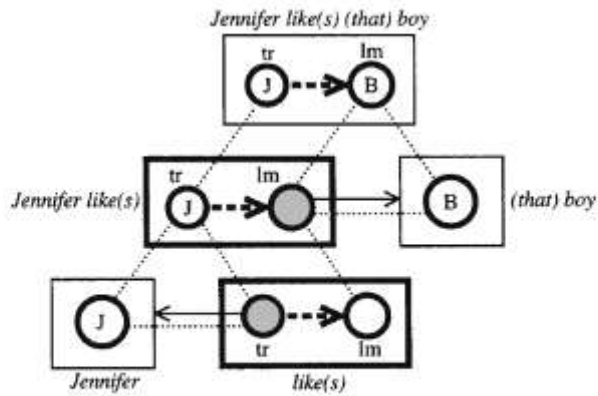 Jennifer like(s) (that) boy
tr lm
J B
tr lm
Jennifer like(s) J B (that) boy
J
tr lm
Jennifer like(s)